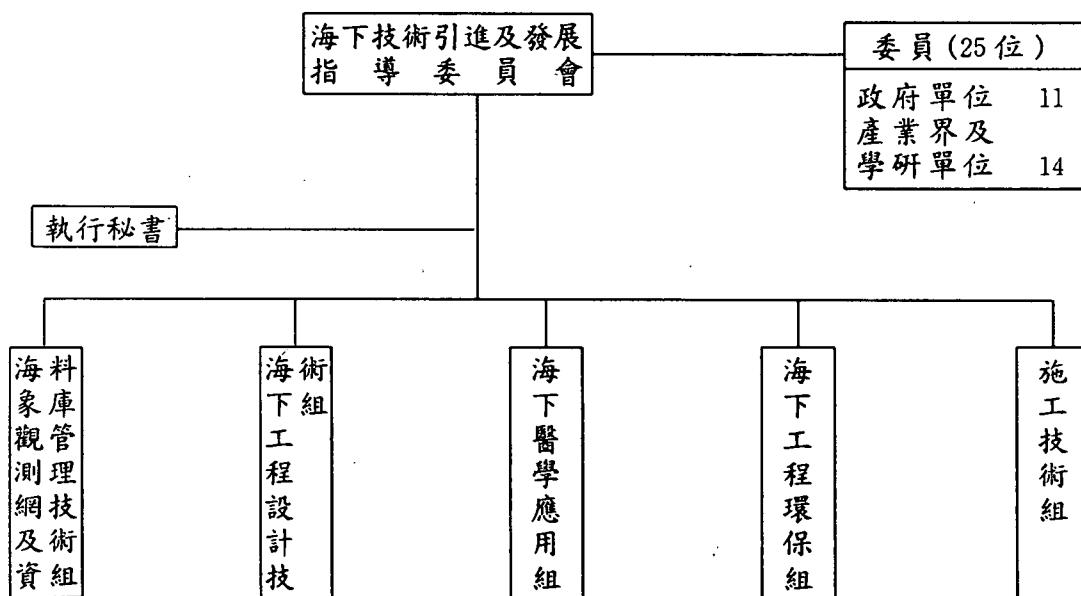 海下技術引進及發展
指導委員會
委員(25位)
政府單位 11
產業界及
學研單位 14
執行秘書
海象觀測網及資
料庫管理技術組
海下工程設計技
術組
海下醫學應用組
海下工程環保組
施工技術組